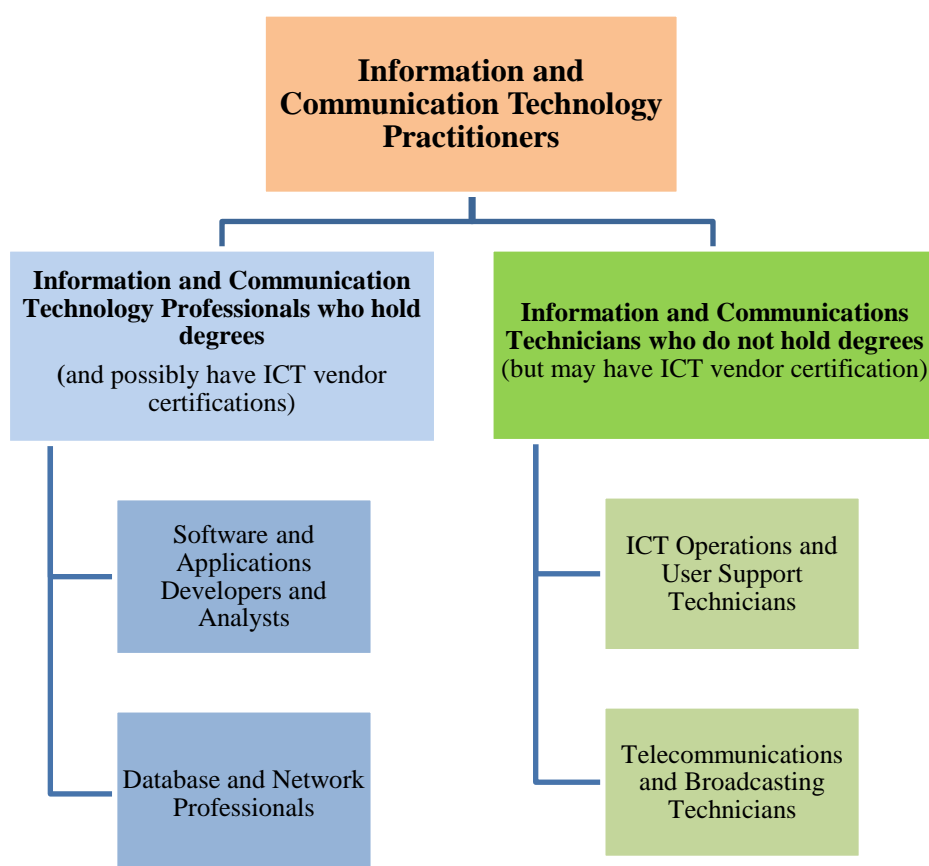 Information and
Communication Technology
Practitioners
Information and Communication
Technology Professionals who hold
degrees
(and possibly have ICT vendor
certifications)
Information and Communications
Technicians who do not hold degrees
(but may have ICT vendor certification)
Software and
Applications
Developers and
Analysts
Database and Network
Professionals
ICT Operations and
User Support
Technicians
Telecommunications
and Broadcasting
Technicians